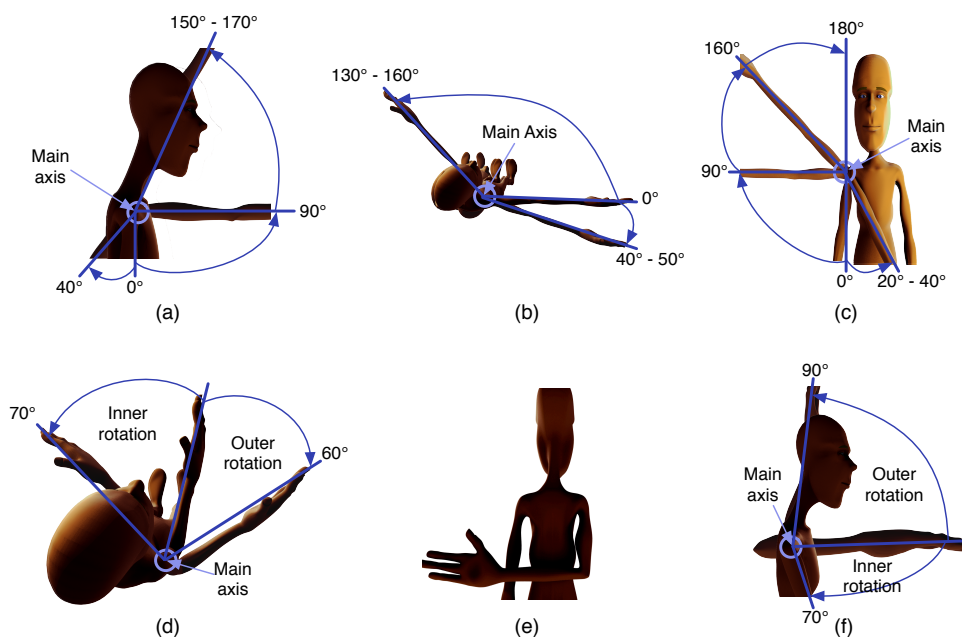 150° - 170°
Main
axis
90°
40°
0°
(a)
130° - 160°
Main Axis
0°
40° - 50°
(b)
180°
160°
Main
axis
90°
0°
20° - 40°
(c)
70°
Inner
rotation
Outer
rotation
60°
Main
axis
(d)
(e)
90°
Main
axis
Outer
rotation
Inner
rotation
70°
(f)